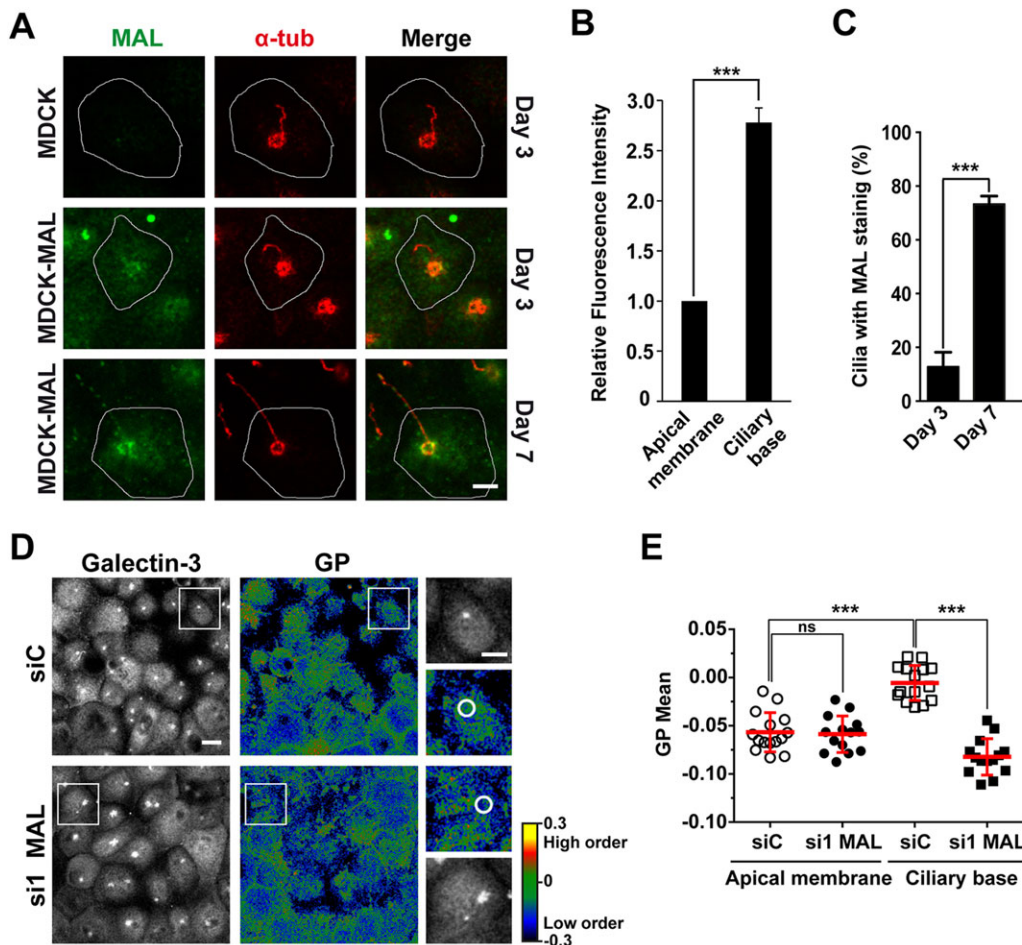 A
MAL
α-tub
Merge
MDCK
Day 3
MDCK-MAL
Day 3
MDCK-MAL
Day 7
B
***
Relative Fluorescence Intensity
3.0
2.5
2.0
1.5
1.0
0.5
0
Apical membrane
Ciliary base
C
***
Cilia with MAL stainig (%)
100
80
60
40
20
0
Day 3
Day 7
D
Galectin-3
GP
siC
si1 MAL
0.3
High order
0
Low order
-0.3
E
***
***
ns
GP Mean
0.05
0.00
-0.05
-0.10
-0.10
siC
si1 MAL
siC
si1 MAL
Apical membrane
Ciliary base